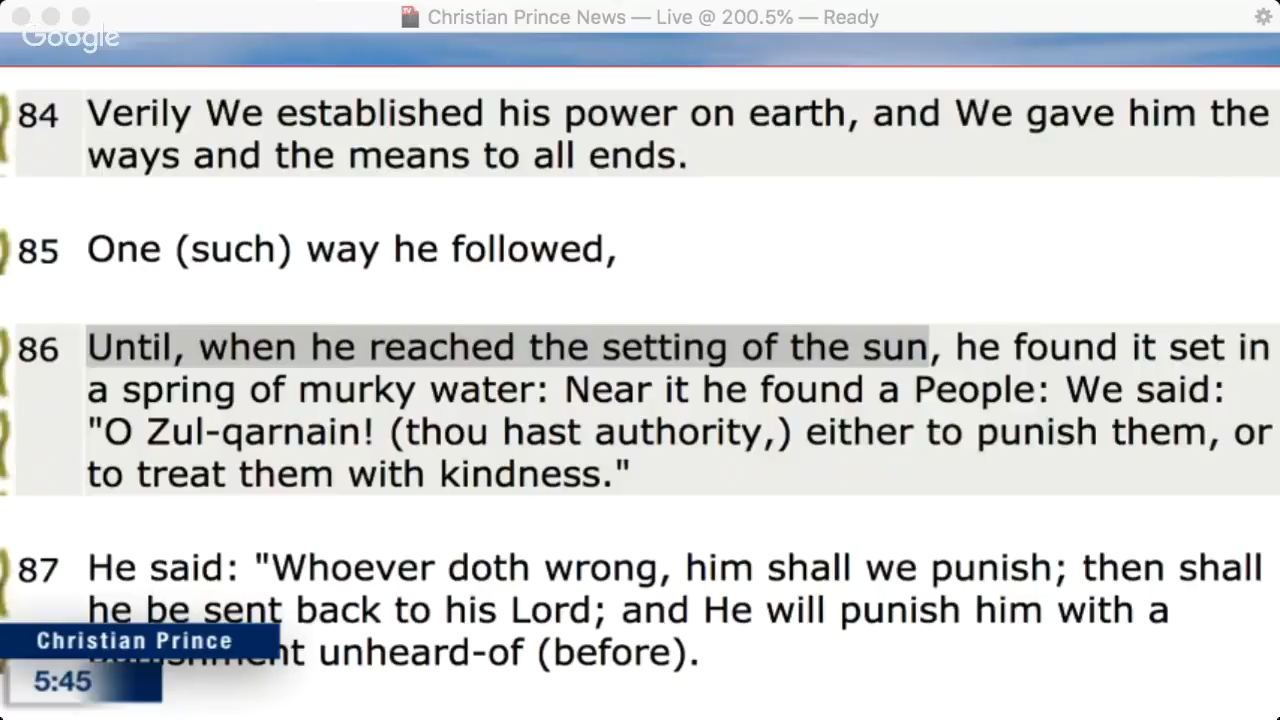 Christian Prince News — Live @ 200.5% — Ready
Google
84 Verily We established his power on earth, and We gave him the
ways and the means to all ends.
85 One (such) way he followed,
86 Until, when he reached the setting of the sun, he found it set in
a spring of murky water: Near it he found a People: We said:
"O Zul-qarnain! (thou hast authority,) either to punish them, or
to treat them with kindness."
87 He said: "Whoever doth wrong, him shall we punish; then shall
he be sent back to his Lord; and He will punish him with a
unheard-of (before).
Christian Prince
5:45